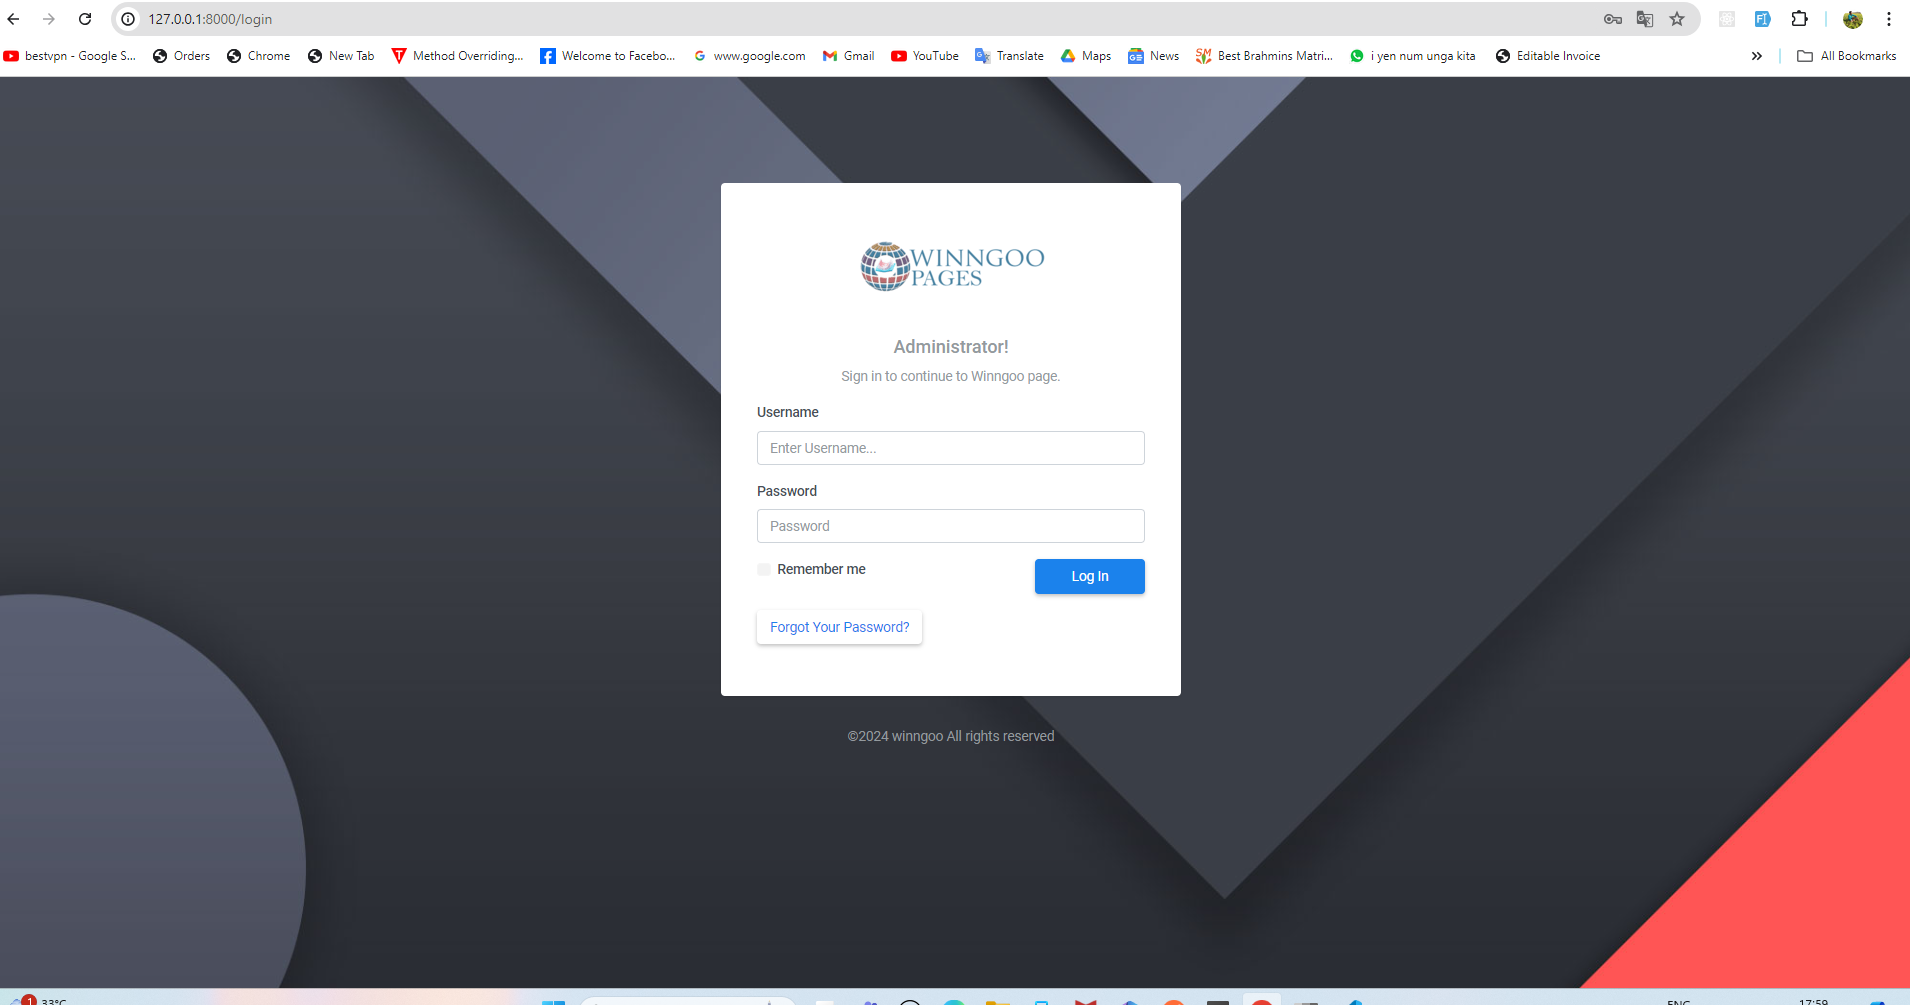 127.0.0.1:8000/login
bestvpn - Google S... Orders Chrome New Tab Method Overriding... Welcome to Facebo... www.google.com Gmail YouTube Translate Maps News Best Brahmins Matri... i yen num unga kita Editable Invoice » All Bookmarks
WINNGOO
PAGES
Administrator!
Sign in to continue to Winngoo page.
Username
Enter Username...
Password
Password
Remember me
Log In
Forgot Your Password?
©2024 winngoo All rights reserved
1 33°C ENG 17:59